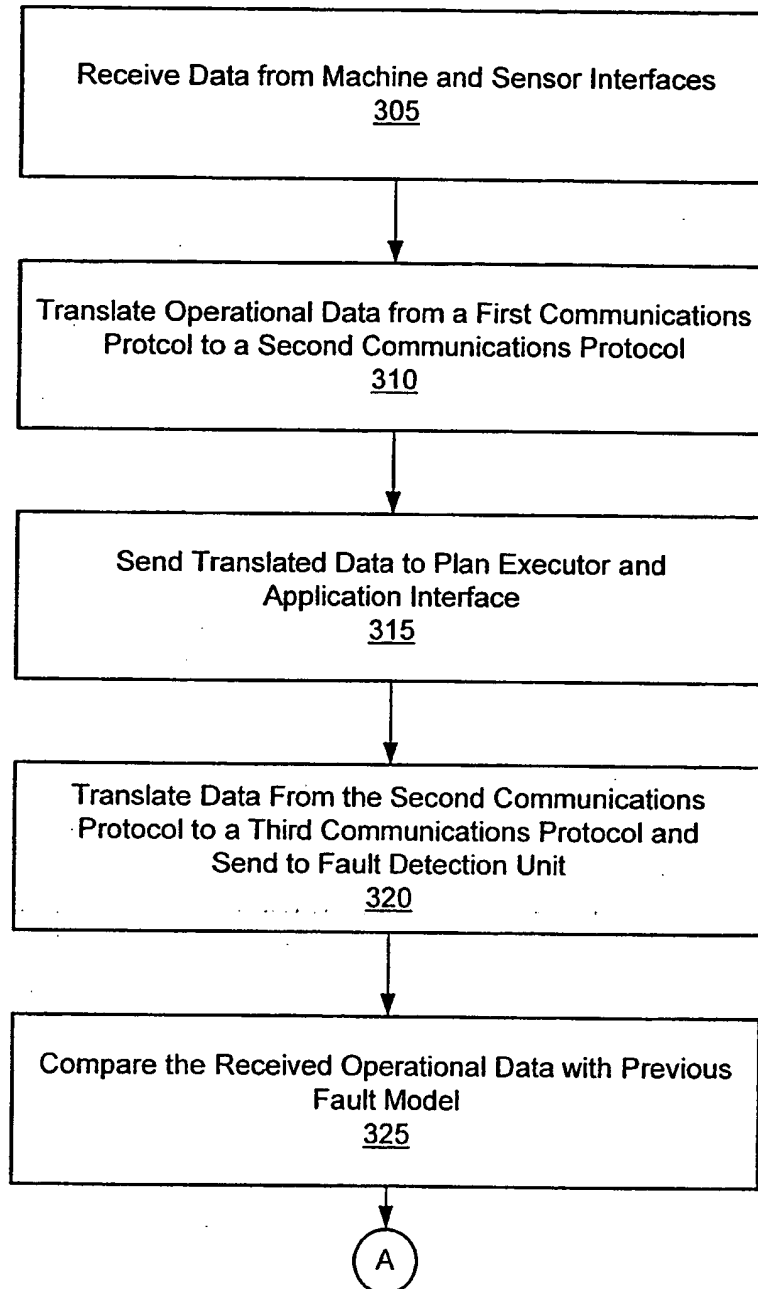 Receive Data from Machine and Sensor Interfaces
305
Translate Operational Data from a First Communications
Protcol to a Second Communications Protocol
310
Send Translated Data to Plan Executor and
Application Interface
315
Translate Data From the Second Communications
Protocol to a Third Communications Protocol and
Send to Fault Detection Unit
320
Compare the Received Operational Data with Previous
Fault Model
325
A